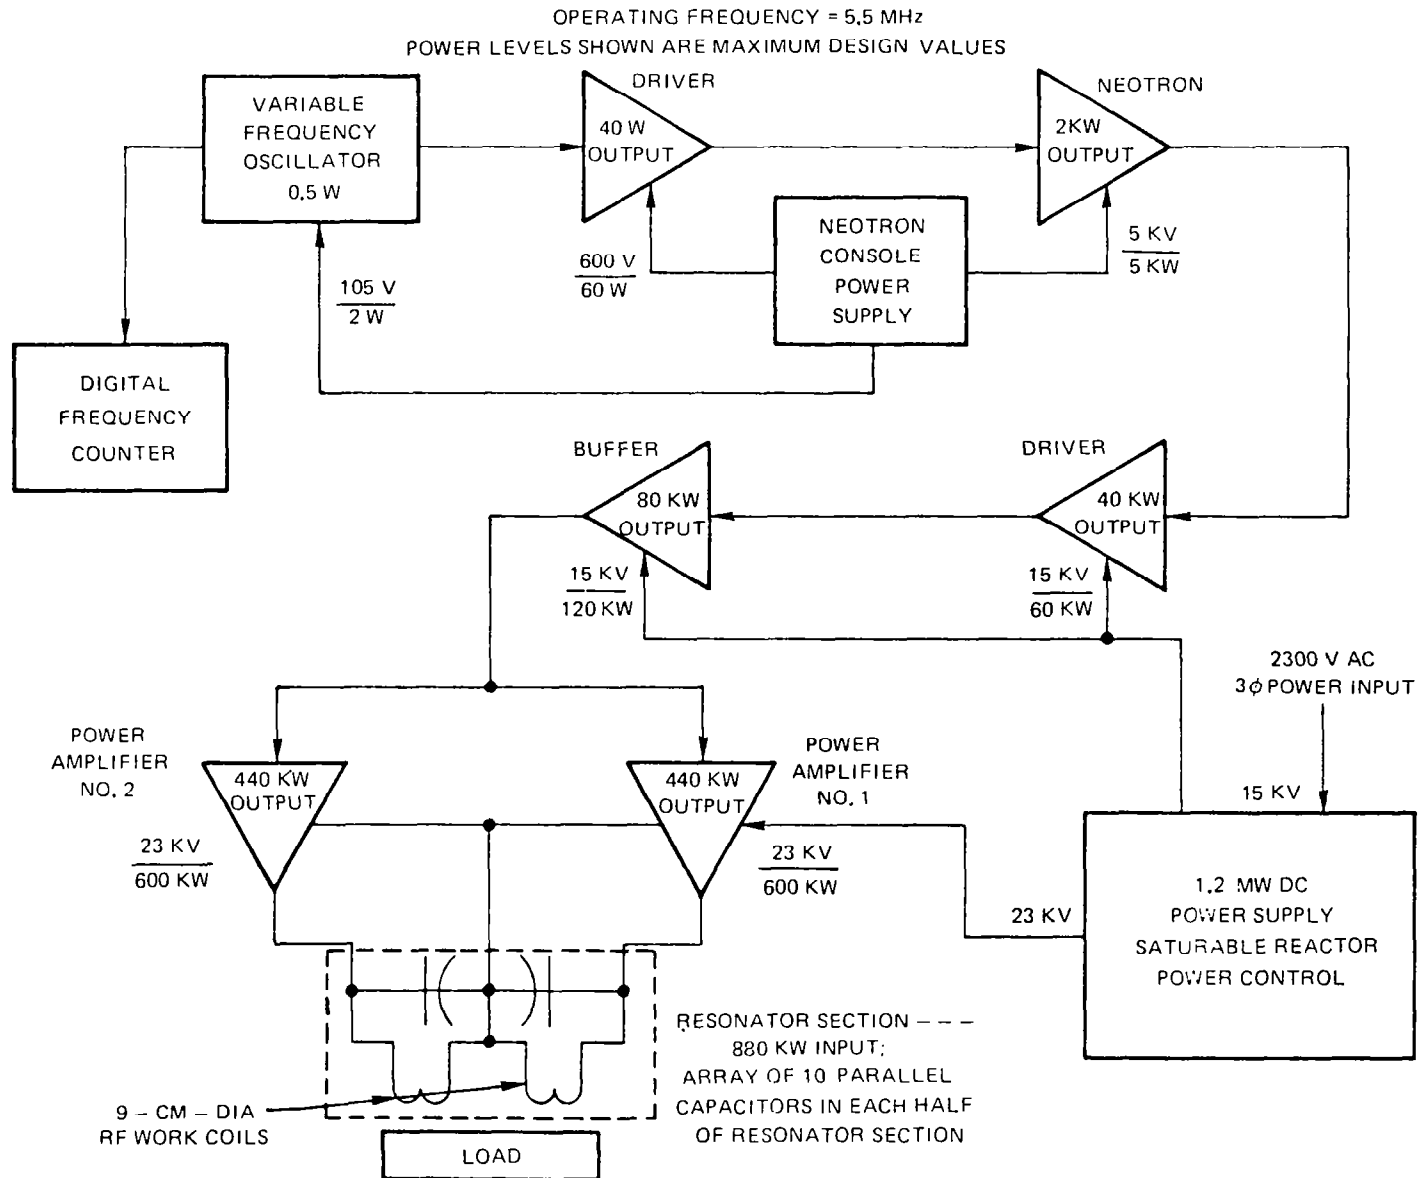 OPERATING FREQUENCY = 5.5 MHz
POWER LEVELS SHOWN ARE MAXIMUM DESIGN VALUES
VARIABLE
FREQUENCY
OSCILLATOR
0.5 W
DRIVER
40 W
OUTPUT
NEOTRON
2KW
OUTPUT
NEOTRON
CONSOLE
POWER
SUPPLY
105 V
2 W
600 V
60 W
5 KV
5 KW
DIGITAL
FREQUENCY
COUNTER
BUFFER
80 KW
OUTPUT
DRIVER
40 KW
OUTPUT
15 KV
120 KW
15 KV
60 KW
2300 V AC
3ϕ POWER INPUT
POWER
AMPLIFIER
NO. 2
440 KW
OUTPUT
440 KW
OUTPUT
POWER
AMPLIFIER
NO. 1
15 KV
23 KV
600 KW
23 KV
600 KW
23 KV
1.2 MW DC
POWER SUPPLY
SATURABLE REACTOR
POWER CONTROL
RESONATOR SECTION – – –
880 KW INPUT;
ARRAY OF 10 PARALLEL
CAPACITORS IN EACH HALF
OF RESONATOR SECTION
9 – CM – DIA
RF WORK COILS
LOAD